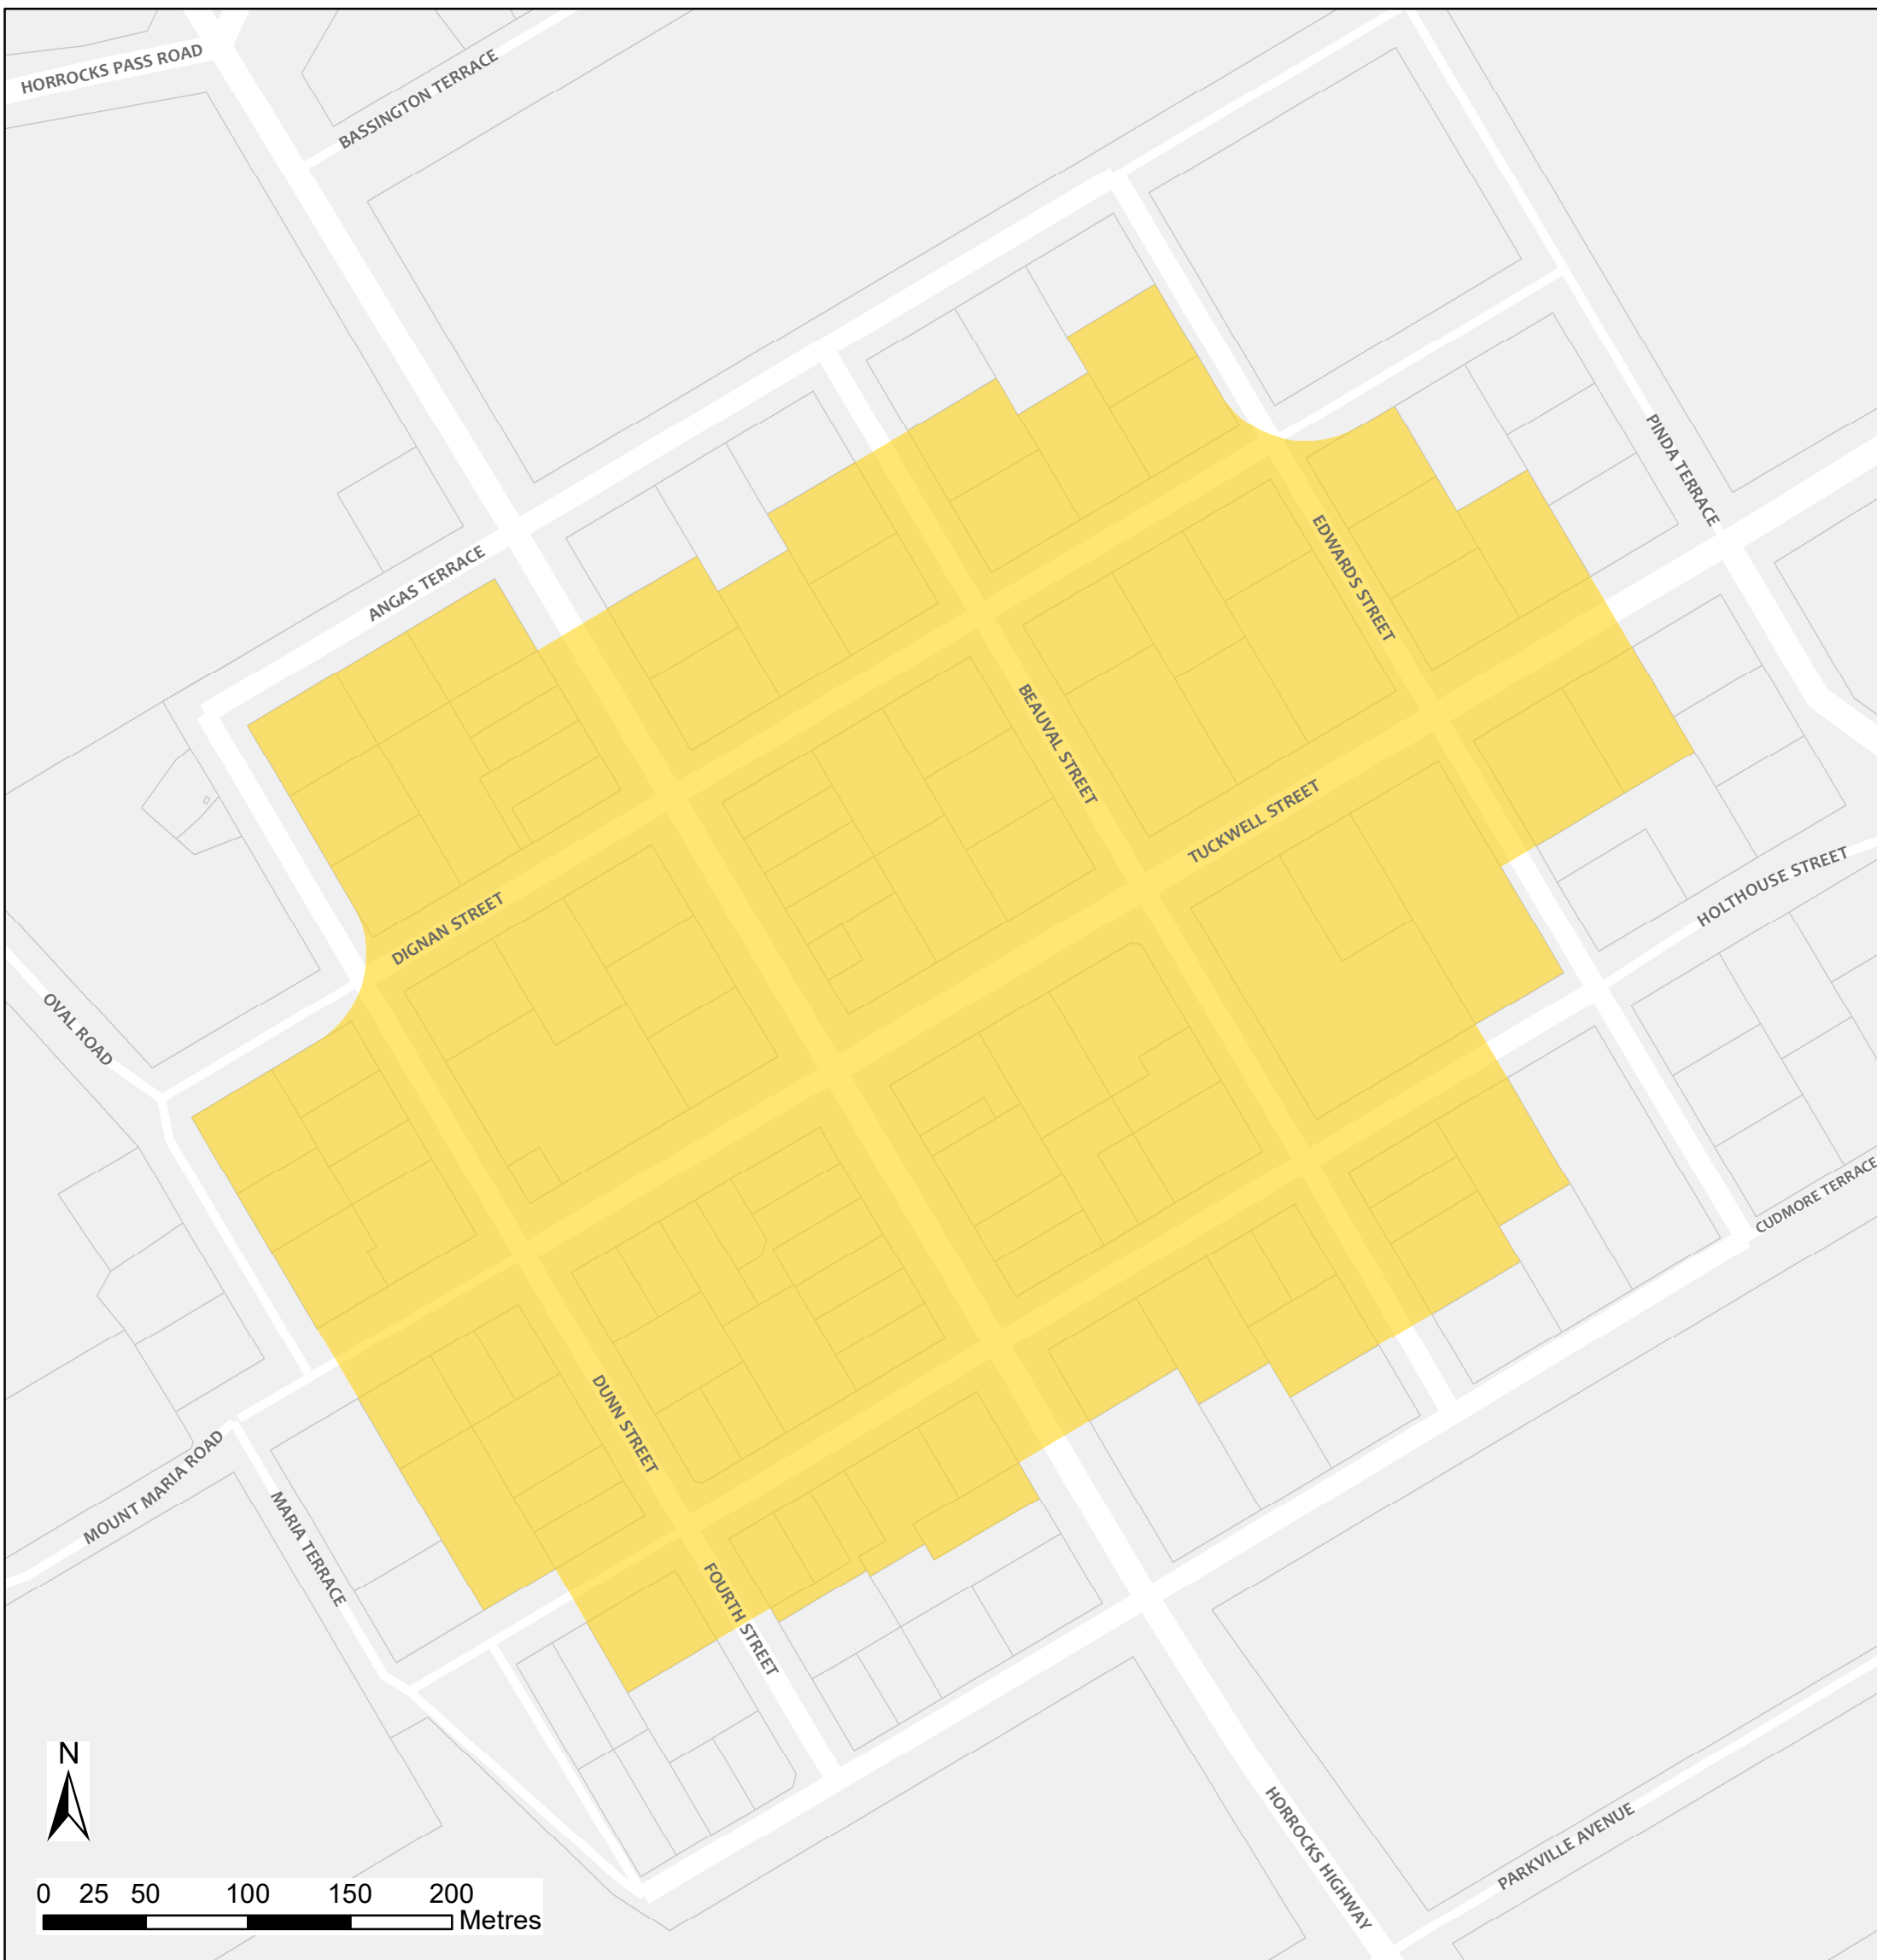 HORROCKS PASS ROAD
BASSINGTON TERRACE
PINDA TERRACE
ANGAS TERRACE
EDWARDS STREET
BEAUVAL STREET
TUCKWELL STREET
HOLTHOUSE STREET
DIGNAN STREET
OVAL ROAD
CUDMORE TERRACE
DUNN STREET
MOUNT MARIA ROAD
MARIA TERRACE
FOURTH STREET
HORROCKS HIGHWAY
PARKVILLE AVENUE
N
0 25 50 100 150 200
Metres